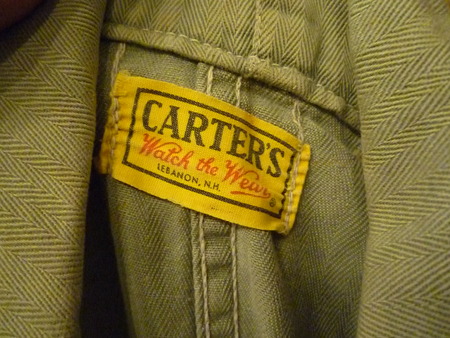 CARTER'S
Watch the Wear
LEBANON, N.H.
®